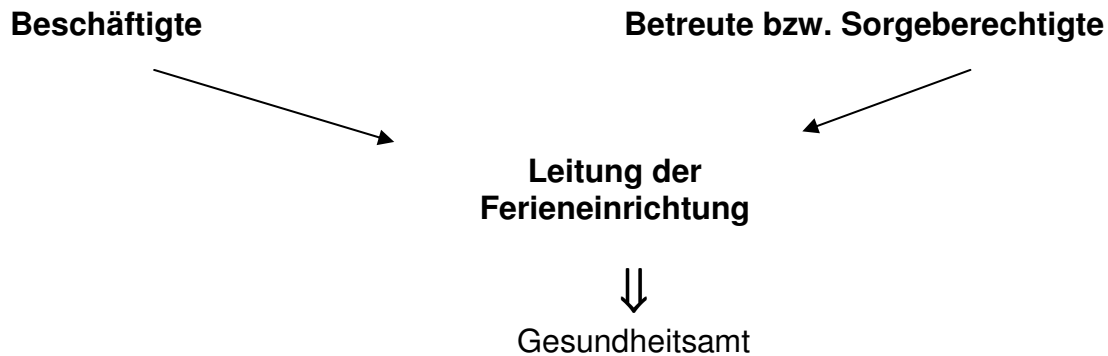 Beschäftigte
Betreute bzw. Sorgeberechtigte
Leitung der
Ferieneinrichtung
Gesundheitsamt